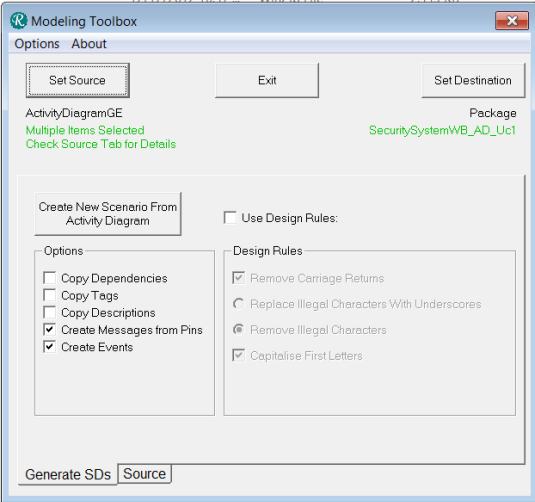 Modeling Toolbox
Options About
Set Source Exit Set Destination
ActivityDiagramGE Package
Multiple Items Selected SecuritySystemWB_AD_Uc1
Check Source Tab for Details
Create New Scenario From
Activity Diagram
Use Design Rules:
Options Design Rules
Copy Dependencies Remove Carriage Returns
Copy Tags
Replace Illegal Characters With Underscores
Copy Descriptions
Create Messages from Pins Remove Illegal Characters
Create Events
Capitalise First Letters
Generate SDs Source